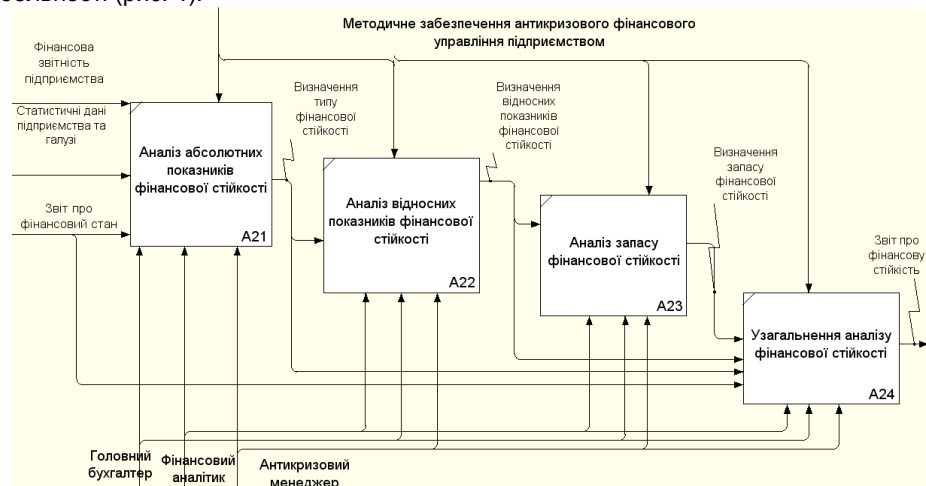 Методичне забезпечення антикризового фінансового
управління підприємством
Фінансова
звітність
підприємства
Статистичні дані
підприємства та
галузі
Звіт про
фінансовий стан
Аналіз абсолютних
показників
фінансової стійкості
A21
Визначення
типу
фінансової
стійкості
Аналіз відносних
показників фінансової
стійкості
A22
Визначення
відносних
показників
фінансової
стійкості
Аналіз запасу
фінансової стійкості
A23
Визначення
запасу
фінансової
стійкості
Узагальнення аналізу
фінансової стійкості
A24
Звіт про
фінансову
стійкість
Головний
бухгалтер
Фінансовий
аналітик
Антикризовий
менеджер